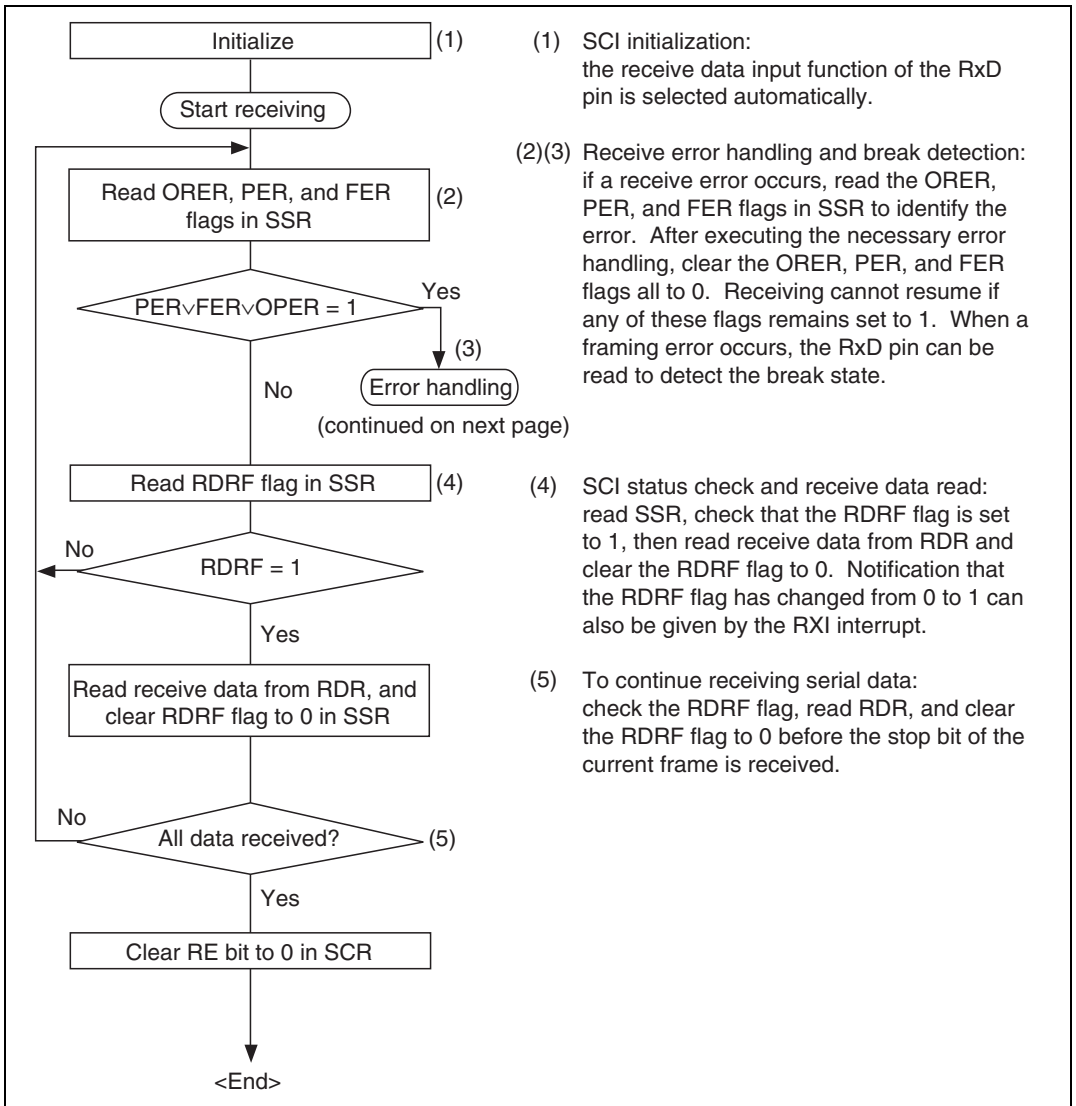 Initialize
(1)
Start receiving
Read ORER, PER, and FER
flags in SSR
(2)
PER∨FER∨OPER = 1
Yes
(3)
Error handling
(continued on next page)
No
Read RDRF flag in SSR
(4)
No
RDRF = 1
Yes
Read receive data from RDR, and
clear RDRF flag to 0 in SSR
No
All data received?
(5)
Yes
Clear RE bit to 0 in SCR
<End>
(1) SCI initialization:
the receive data input function of the RxD
pin is selected automatically.
(2)(3) Receive error handling and break detection:
if a receive error occurs, read the ORER,
PER, and FER flags in SSR to identify the
error. After executing the necessary error
handling, clear the ORER, PER, and FER
flags all to 0. Receiving cannot resume if
any of these flags remains set to 1. When a
framing error occurs, the RxD pin can be
read to detect the break state.
(4) SCI status check and receive data read:
read SSR, check that the RDRF flag is set
to 1, then read receive data from RDR and
clear the RDRF flag to 0. Notification that
the RDRF flag has changed from 0 to 1 can
also be given by the RXI interrupt.
(5) To continue receiving serial data:
check the RDRF flag, read RDR, and clear
the RDRF flag to 0 before the stop bit of the
current frame is received.